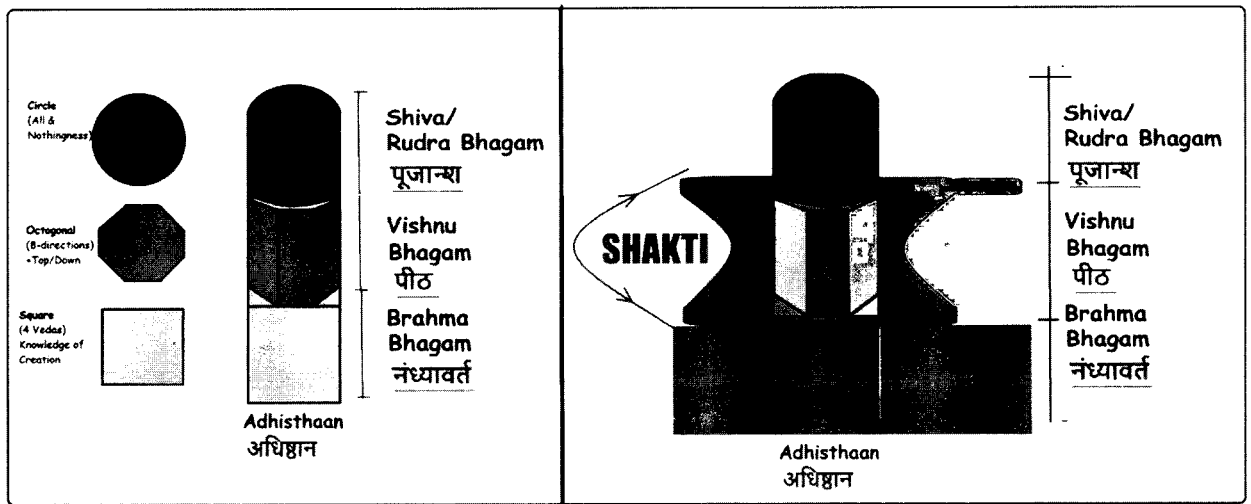 Circle
(All &
Nothingness)
Octogonal
(8-directions)
+Top/Down
Square
(4 Vedas)
Knowledge of
Creation
Shiva/
Rudra Bhagam
पूजान्श
Vishnu
Bhagam
पीठ
Brahma
Bhagam
नंध्यावर्त
Adhisthaan
अधिष्ठान
SHAKTI
Shiva/
Rudra Bhagam
पूजान्श
Vishnu
Bhagam
पीठ
Brahma
Bhagam
नंध्यावर्त
Adhisthaan
अधिष्ठान